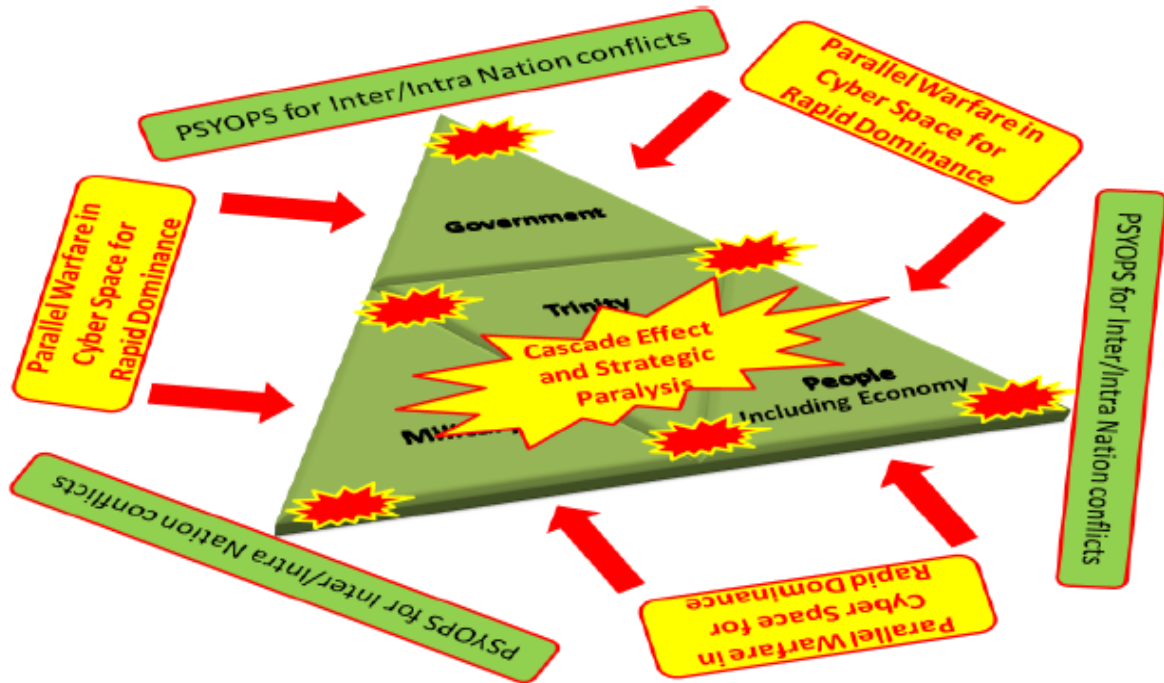 PSYOPS for Inter/Intra Nation conflicts
Parallel Warfare in
Cyber Space for
Rapid Dominance
Parallel Warfare in
Cyber Space for
Rapid Dominance
Government
Trinity
Cascade Effect
and Strategic
Paralysis
People
Including Economy
PSYOPS for Inter/Intra Nation conflicts
PSYOPS for Inter/Intra Nation conflicts
Parallel Warfare in
Cyber Space for
Rapid Dominance